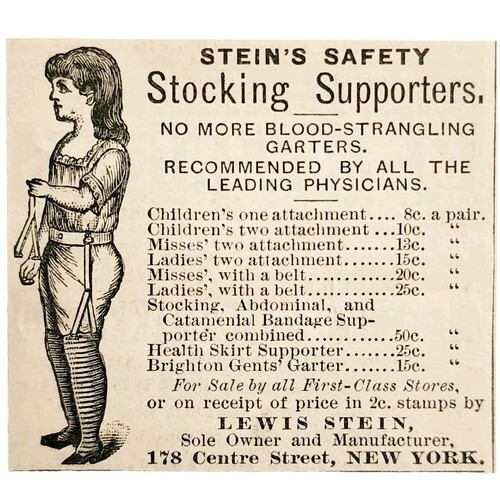 STEIN'S SAFETY
Stocking Supporters.
NO MORE BLOOD-STRANGLING
GARTERS.
RECOMMENDED BY ALL THE
LEADING PHYSICIANS.
Children's one attachment.... 8c. a pair.
Children's two attachment ...10c. "
Misses' two attachment.......13c. "
Ladies' two attachment.......15c. "
Misses', with a belt..........20c. "
Ladies', with a belt..........25c. "
Stocking, Abdominal, and
Catamenial Bandage Sup-
porter combined...........50c. "
Health Skirt Supporter.......25c. "
Brighton Gents' Garter.......15c. "
For Sale by all First-Class Stores,
or on receipt of price in 2c. stamps by
LEWIS STEIN,
Sole Owner and Manufacturer,
178 Centre Street, NEW YORK.